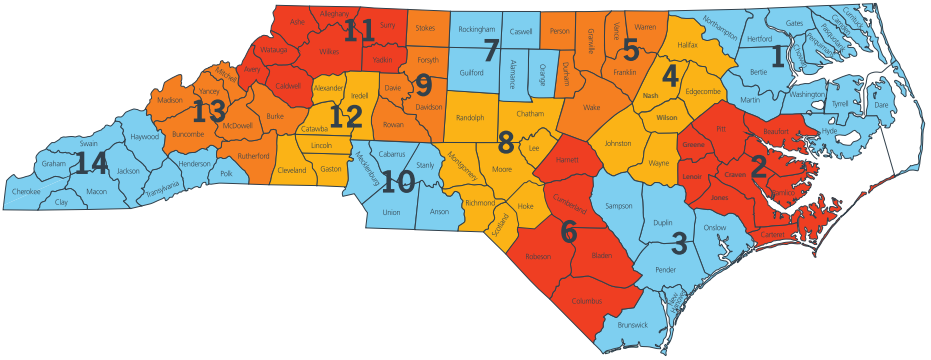 Ashe
Alleghany
Surry
Stokes
Rockingham
Caswell
Person
Granville
Vance
Warren
Northampton
Gates
Currituck
Camden
Pasquotank
Perquimans
Hertford
Halifax
11
7
5
1
Watauga
Wilkes
Yadkin
Forsyth
Guilford
Alamance
Orange
Durham
Franklin
4
Bertie
Avery
Mitchell
Caldwell
Alexander
Iredell
Davie
9
Nash
Edgecombe
Martin
Washington
Tyrrell
Dare
Madison
Yancey
13
Burke
12
Davidson
Randolph
Chatham
Wake
Wilson
McDowell
Catawba
Rowan
Pitt
Beaufort
Hyde
Haywood
Buncombe
Lincoln
8
Lee
Johnston
Greene
Swain
Rutherford
Cabarrus
Stanly
Montgomery
Moore
Harnett
Wayne
2
Graham
14
Jackson
Henderson
Polk
Cleveland
Gaston
Mecklenburg
10
Lenoir
Craven
Pamlico
Cherokee
Macon
Transylvania
Clay
Union
Anson
Richmond
Scotland
Hoke
Cumberland
Sampson
Jones
6
Duplin
3
Onslow
Carteret
Robeson
Bladen
Pender
Columbus
New
Hanover
Brunswick